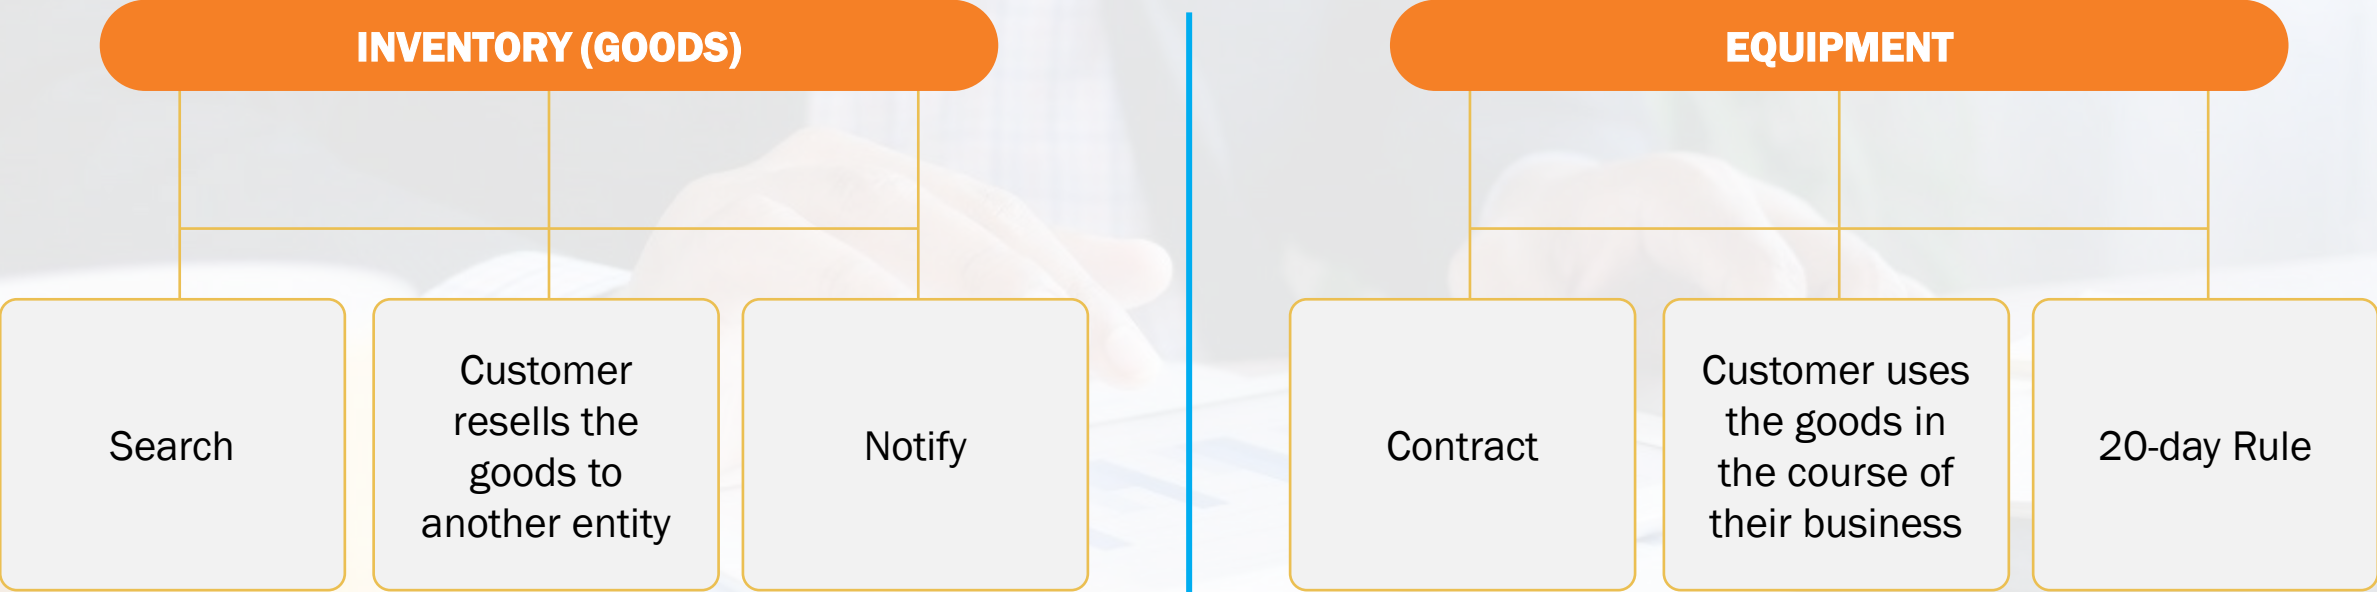 INVENTORY (GOODS)
Search
Customer
resells the
goods to
another entity
Notify
EQUIPMENT
Contract
Customer uses
the goods in
the course of
their business
20-day Rule